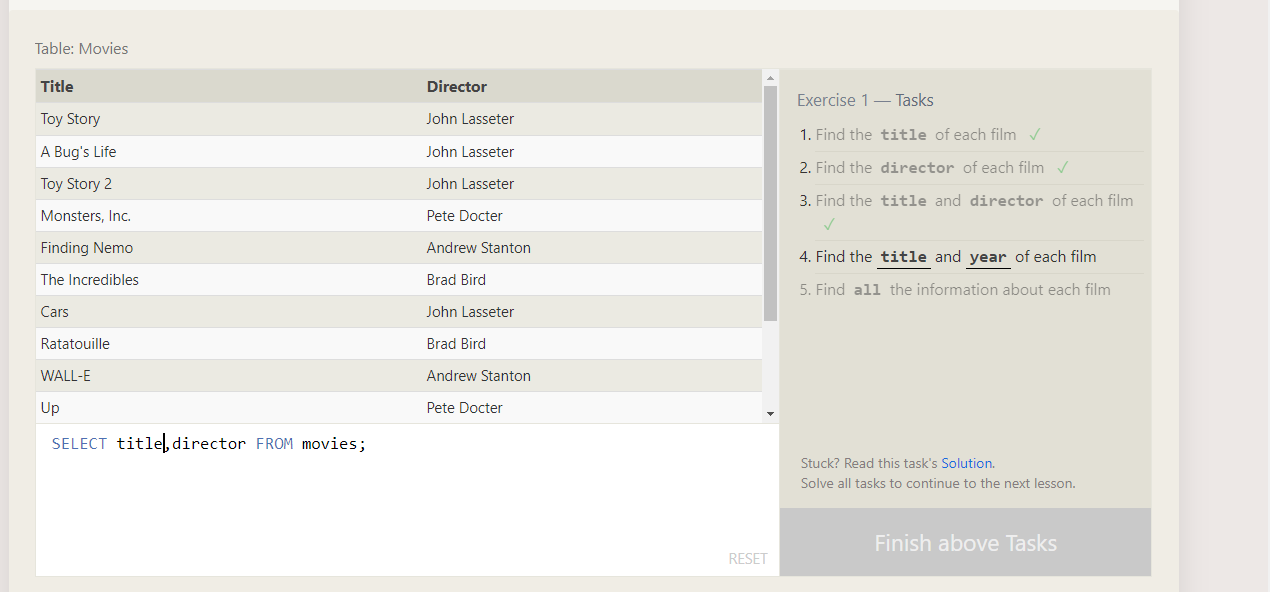 Table: Movies
Title Director
Toy Story John Lasseter
A Bug's Life John Lasseter
Toy Story 2 John Lasseter
Monsters, Inc. Pete Docter
Finding Nemo Andrew Stanton
The Incredibles Brad Bird
Cars John Lasseter
Ratatouille Brad Bird
WALL-E Andrew Stanton
Up Pete Docter
SELECT title,director FROM movies;
RESET
Exercise 1 — Tasks
1. Find the title of each film ✓
2. Find the director of each film ✓
3. Find the title and director of each film
✓
4. Find the title and year of each film
5. Find all the information about each film
Stuck? Read this task's Solution.
Solve all tasks to continue to the next lesson.
Finish above Tasks